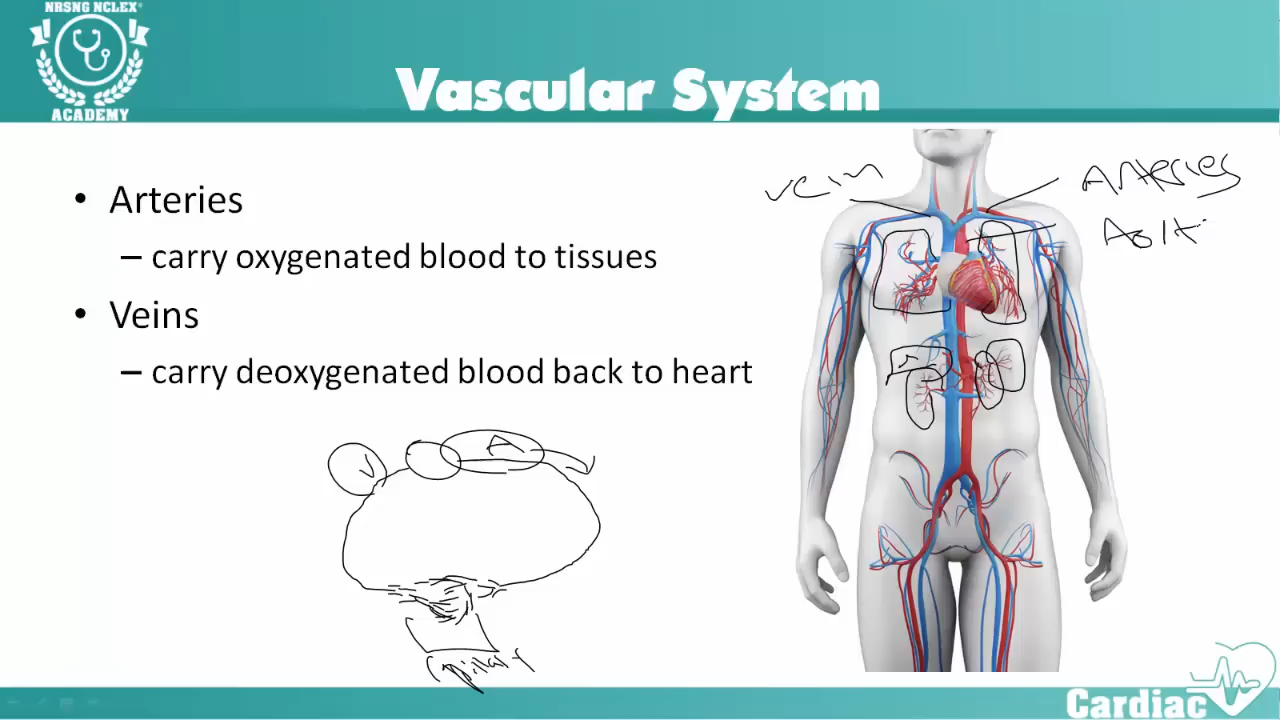 NRSNG NCLEX®
ACADEMY
Vascular System
• Arteries
– carry oxygenated blood to tissues
• Veins
– carry deoxygenated blood back to heart
vein
Arteries
V
A
Cardiac